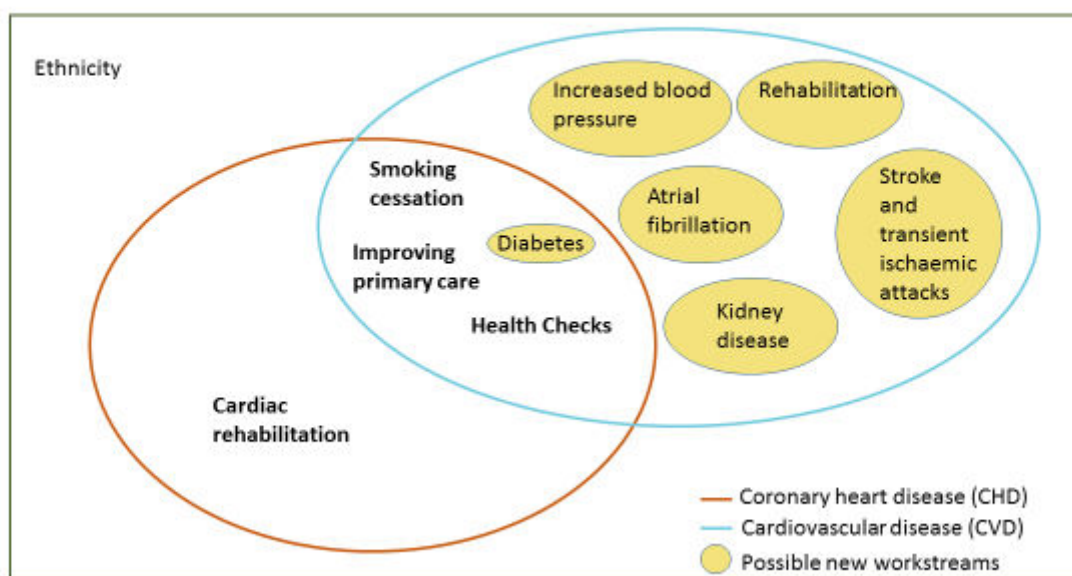 Ethnicity
Increased blood
pressure
Rehabilitation
Smoking
cessation
Atrial
fibrillation
Stroke
and
transient
ischaemic
attacks
Diabetes
Improving
primary care
Health Checks
Kidney
disease
Cardiac
rehabilitation
Coronary heart disease (CHD)
Cardiovascular disease (CVD)
Possible new workstreams